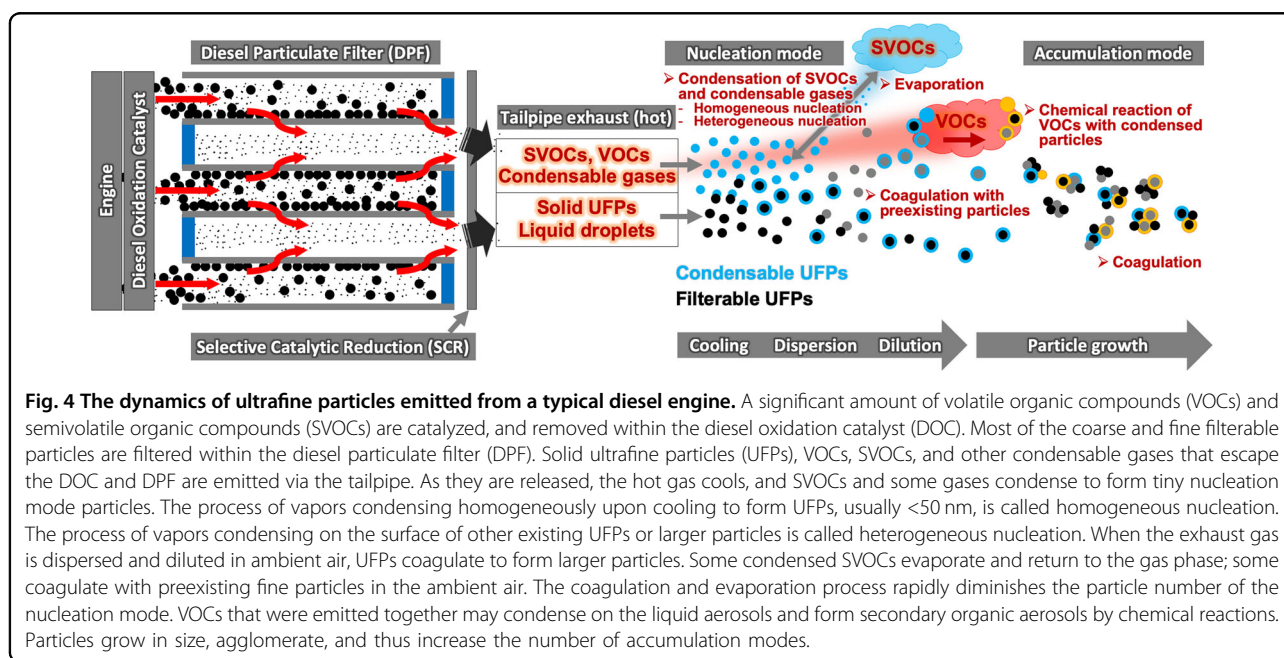 Diesel Particulate Filter (DPF)
Engine
Diesel Oxidation Catalyst
Selective Catalytic Reduction (SCR)
Tailpipe exhaust (hot)
SVOCs, VOCs
Condensable gases
Solid UFPs
Liquid droplets
Nucleation mode
➢ Condensation of SVOCs
and condensable gases
- Homogeneous nucleation
- Heterogeneous nucleation
SVOCs
➢ Evaporation
VOCs
Accumulation mode
➢ Chemical reaction of
VOCs with condensed
particles
➢ Coagulation with
preexisting particles
➢ Coagulation
Condensable UFPs
Filterable UFPs
Cooling Dispersion Dilution
Particle growth
Fig. 4 The dynamics of ultrafine particles emitted from a typical diesel engine. A significant amount of volatile organic compounds (VOCs) and
semivolatile organic compounds (SVOCs) are catalyzed, and removed within the diesel oxidation catalyst (DOC). Most of the coarse and fine filterable
particles are filtered within the diesel particulate filter (DPF). Solid ultrafine particles (UFPs), VOCs, SVOCs, and other condensable gases that escape
the DOC and DPF are emitted via the tailpipe. As they are released, the hot gas cools, and SVOCs and some gases condense to form tiny nucleation
mode particles. The process of vapors condensing homogeneously upon cooling to form UFPs, usually <50 nm, is called homogeneous nucleation.
The process of vapors condensing on the surface of other existing UFPs or larger particles is called heterogeneous nucleation. When the exhaust gas
is dispersed and diluted in ambient air, UFPs coagulate to form larger particles. Some condensed SVOCs evaporate and return to the gas phase; some
coagulate with preexisting fine particles in the ambient air. The coagulation and evaporation process rapidly diminishes the particle number of the
nucleation mode. VOCs that were emitted together may condense on the liquid aerosols and form secondary organic aerosols by chemical reactions.
Particles grow in size, agglomerate, and thus increase the number of accumulation modes.